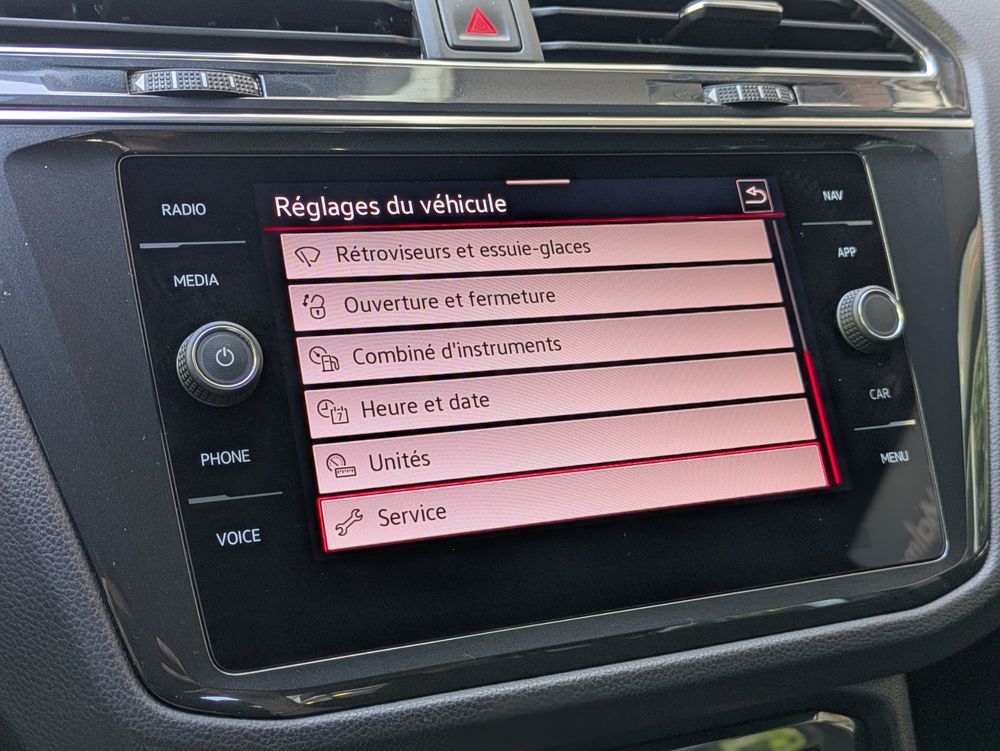 RADIO
MEDIA
PHONE
VOICE
Réglages du véhicule
Rétroviseurs et essuie-glaces
Ouverture et fermeture
Combiné d'instruments
7
Heure et date
Unités
Service
NAV
APP
CAR
MENU